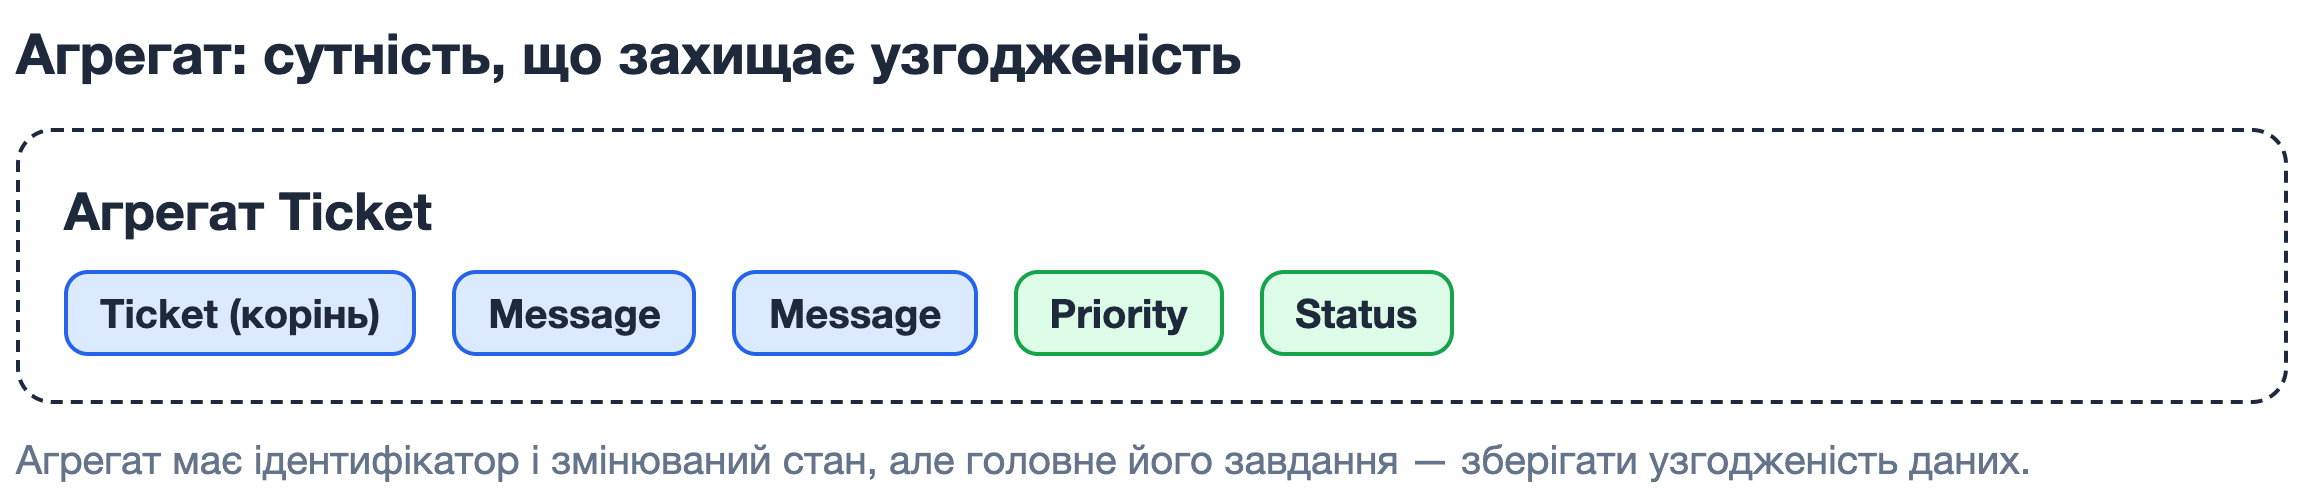 Агрегат: сутність, що захищає узгодженість
Агрегат Ticket
Ticket (корінь)
Message
Message
Priority
Status
Агрегат має ідентифікатор і змінюваний стан, але головне його завдання — зберігати узгодженість даних.